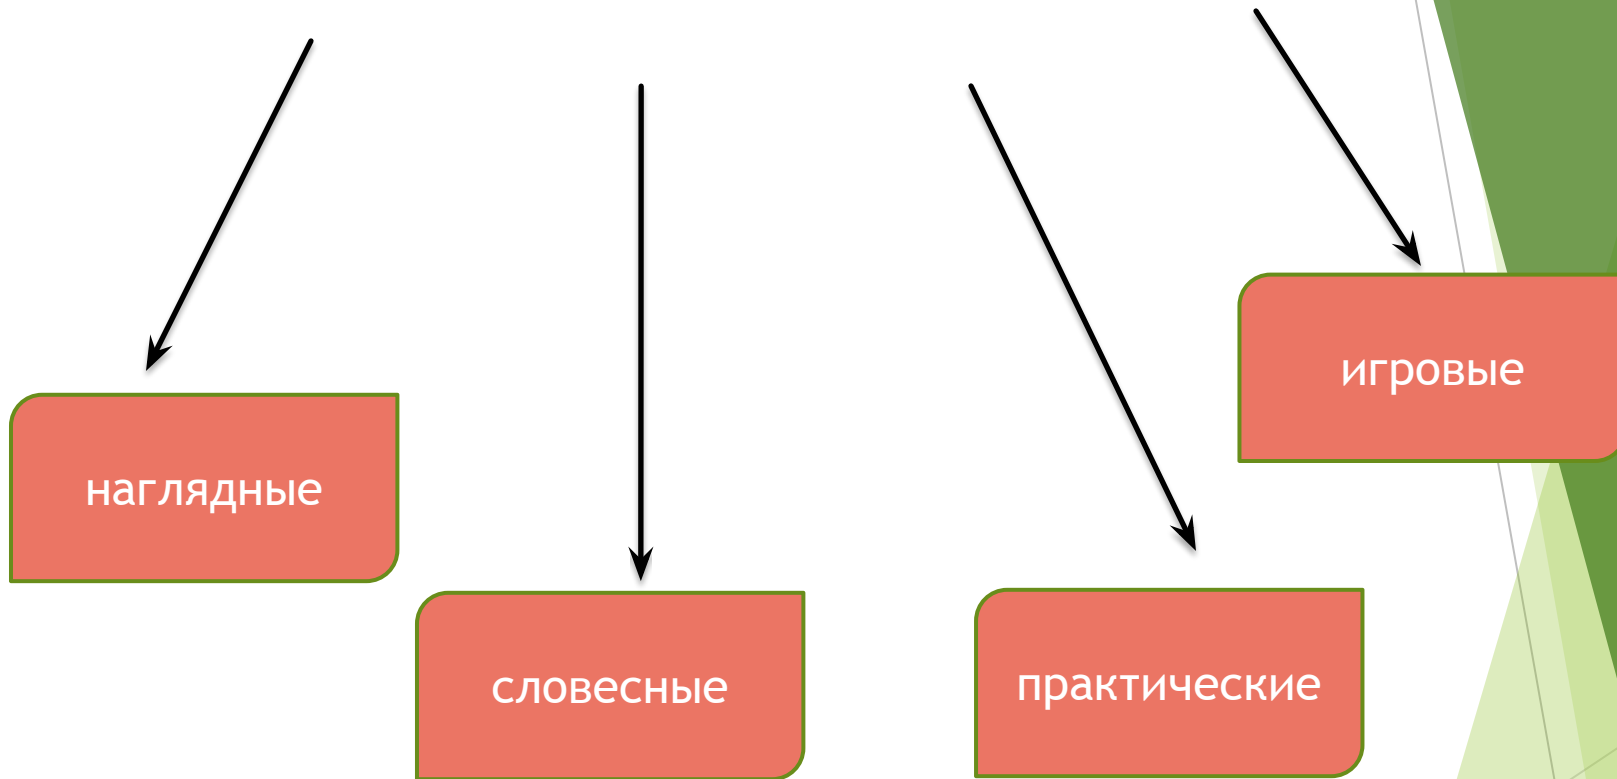 наглядные
словесные
практические
игровые